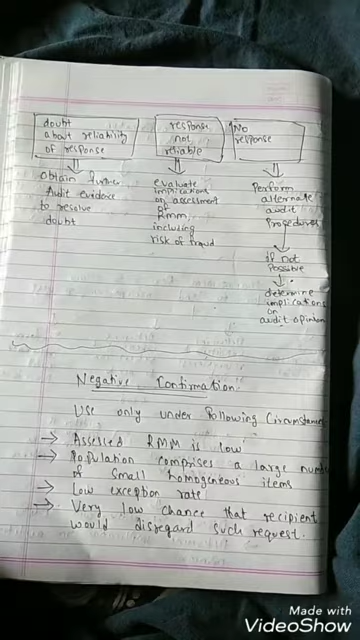 doubt
about reliability
of response
response
not
reliable
No
response
obtain further
Audit evidence
to resolve
doubt
evaluate
implications
on assessment
of
RMM,
including
risk of fraud
Perform
alternate
audit
Procedures
if not
Possible
determine
implications
on
audit opinion
Negative Confirmation
Use only under following Circumstances
→ Assessed RMM is low
→ Population comprises a large number
of small homogeneous items
→ Low exception rate
→ Very low chance that recipient
would disregard such request.
Made with
VideoShow